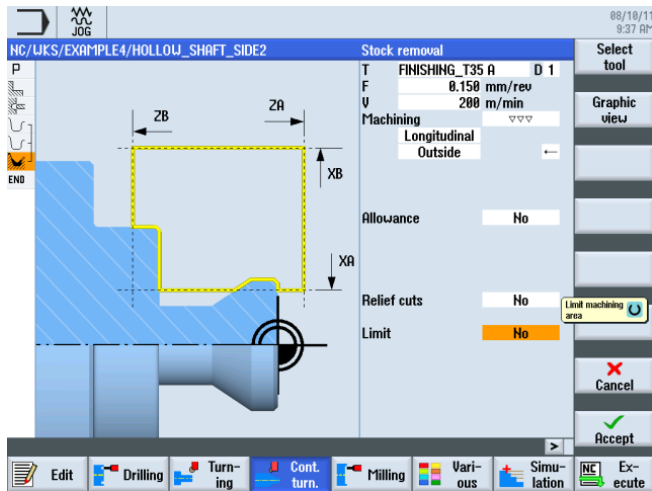 JOG
08/10/11
9:37 AM
NC/WKS/EXAMPLE4/HOLLOW_SHAFT_SIDE2
Stock removal
Select
tool
P
T FINISHING_T35 A D 1
F 0.150 mm/rev
V 200 m/min
Machining ▽▽▽
Longitudinal
Outside ←
Graphic
view
ZB
ZA
XB
XA
END
Allowance No
Relief cuts No
Limit machining
area
Limit No
Cancel
Accept
>
Edit
Drilling
Turn-
ing
Cont.
turn.
Milling
Vari-
ous
Simu-
lation
NC
Ex-
ecute